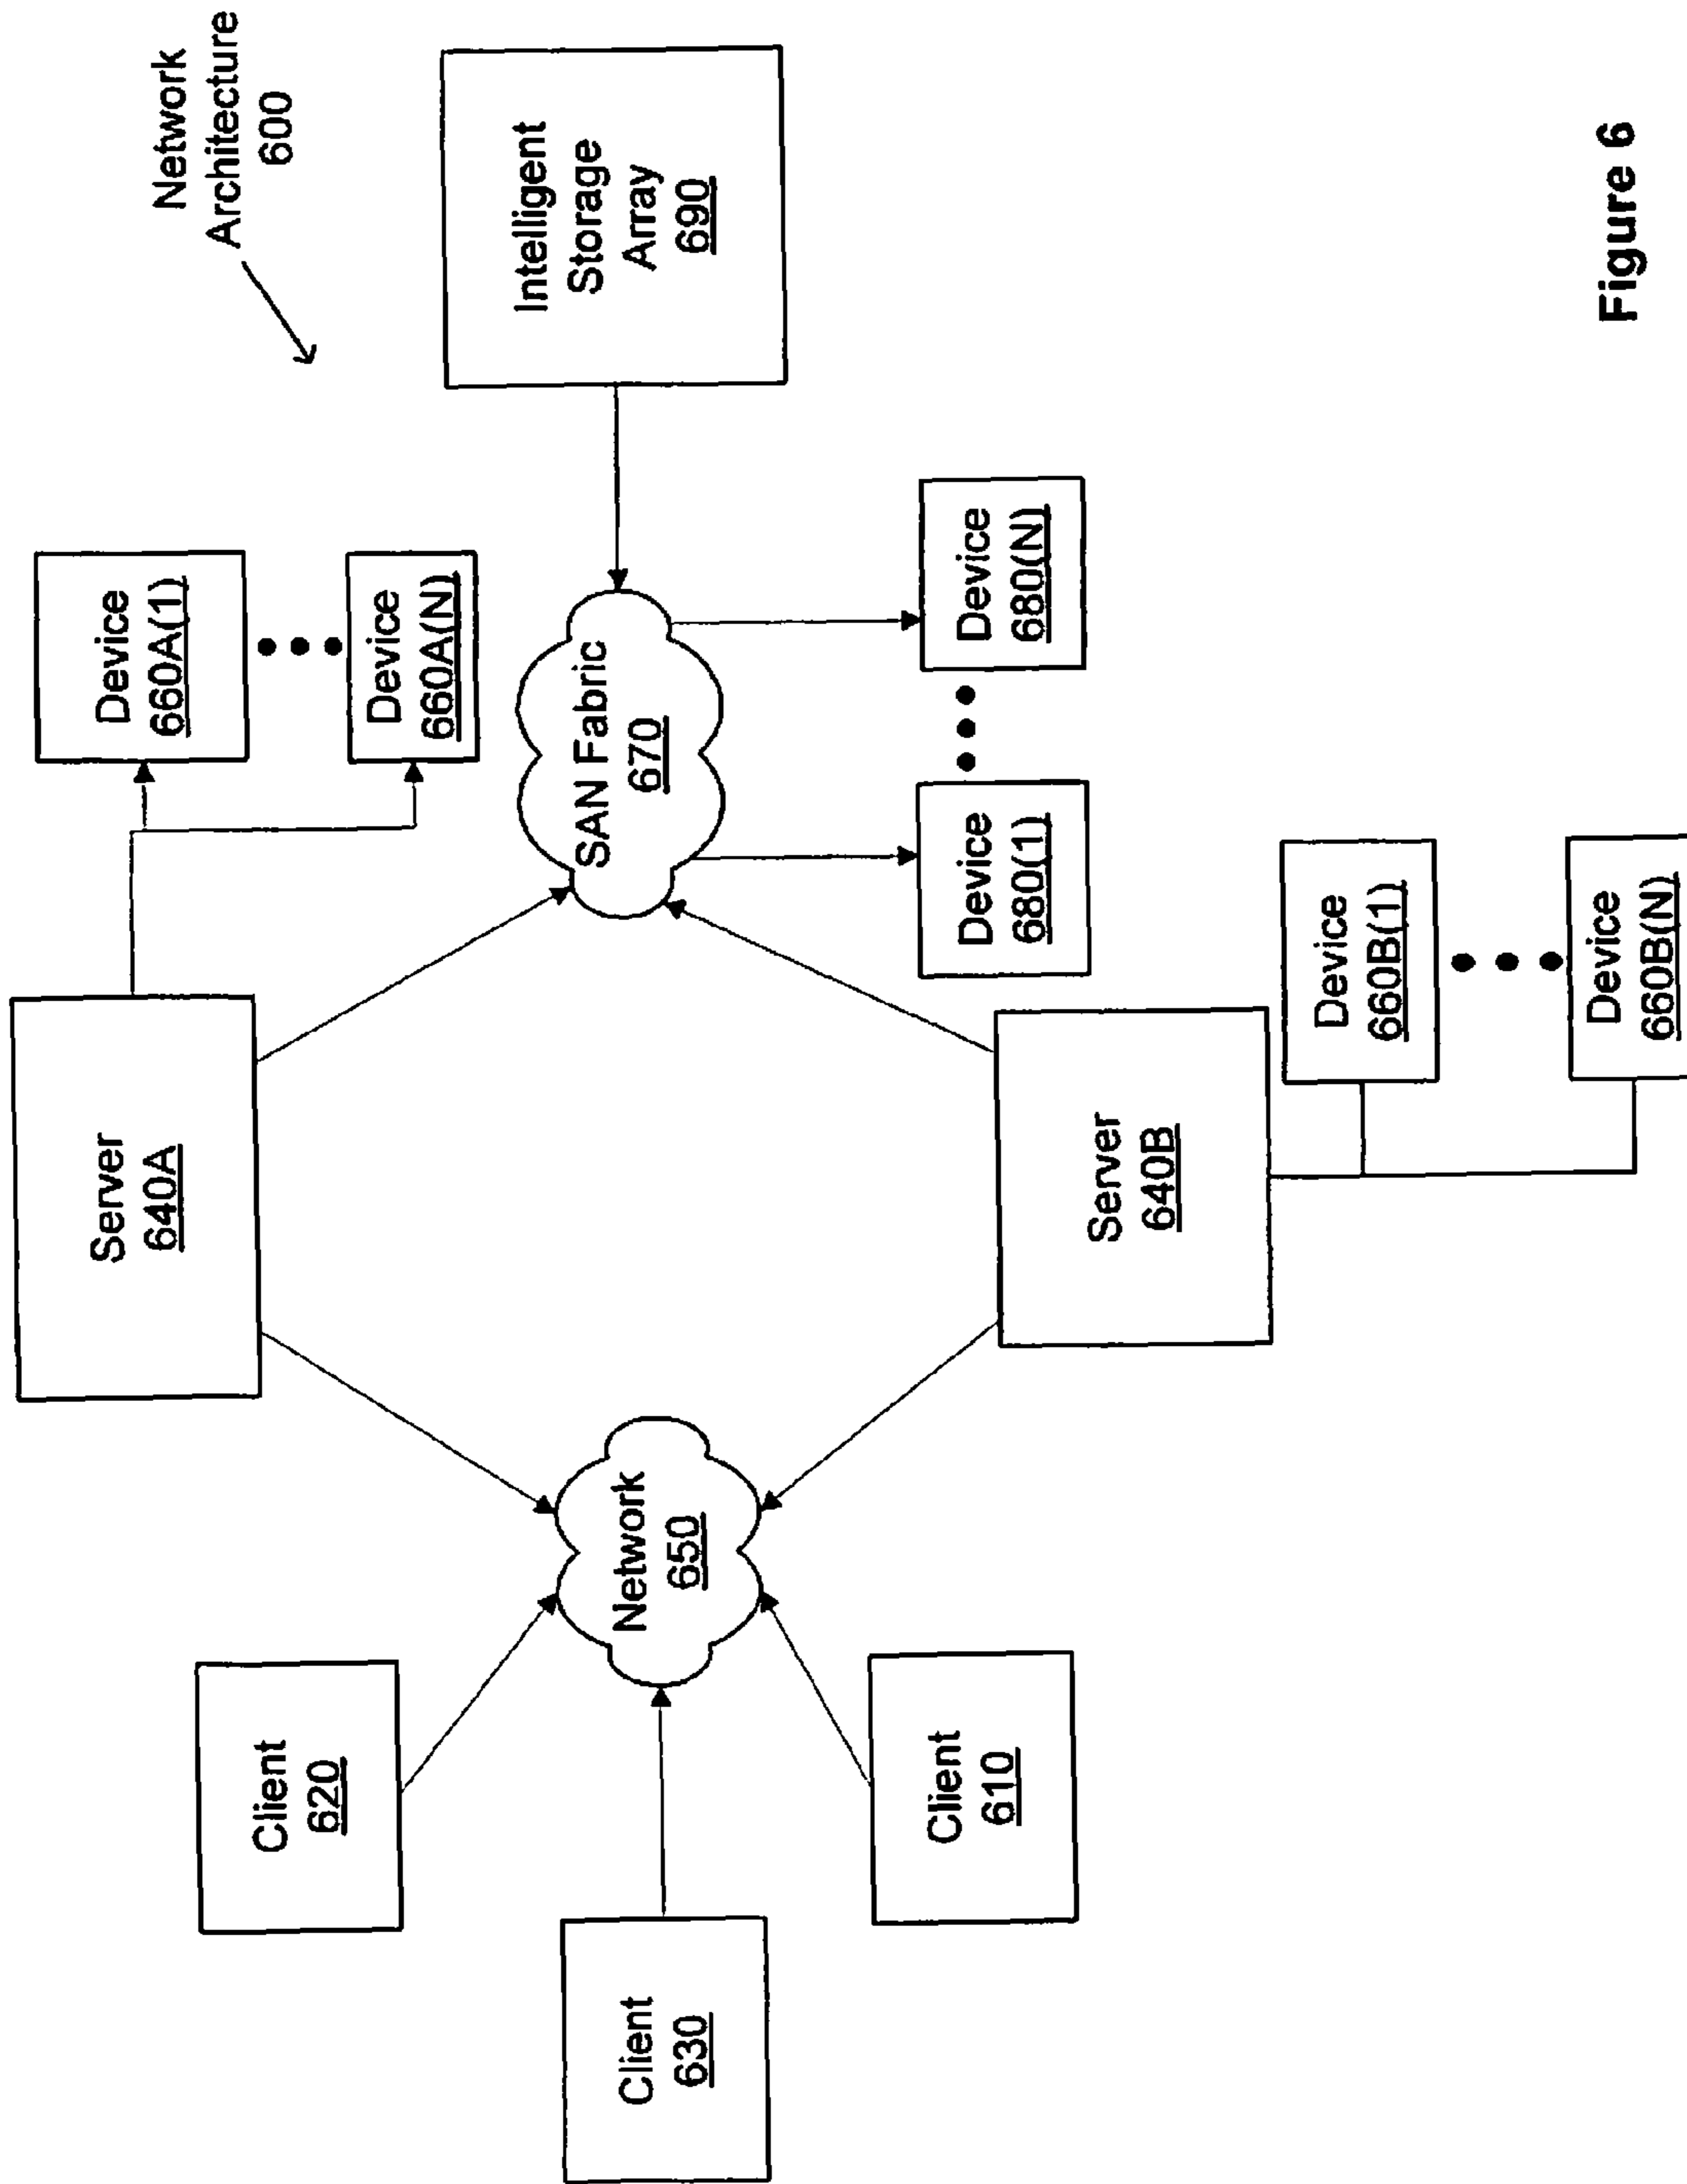 Network
Architecture
600
Device
660A(1)
Device
660A(N)
Intelligent
Storage
Array
690
Server
640A
SAN Fabric
670
Client
620
Network
650
Device
680(1)
Device
680(N)
Client
630
Client
610
Server
640B
Device
660B(1)
Device
660B(N)
Figure 6